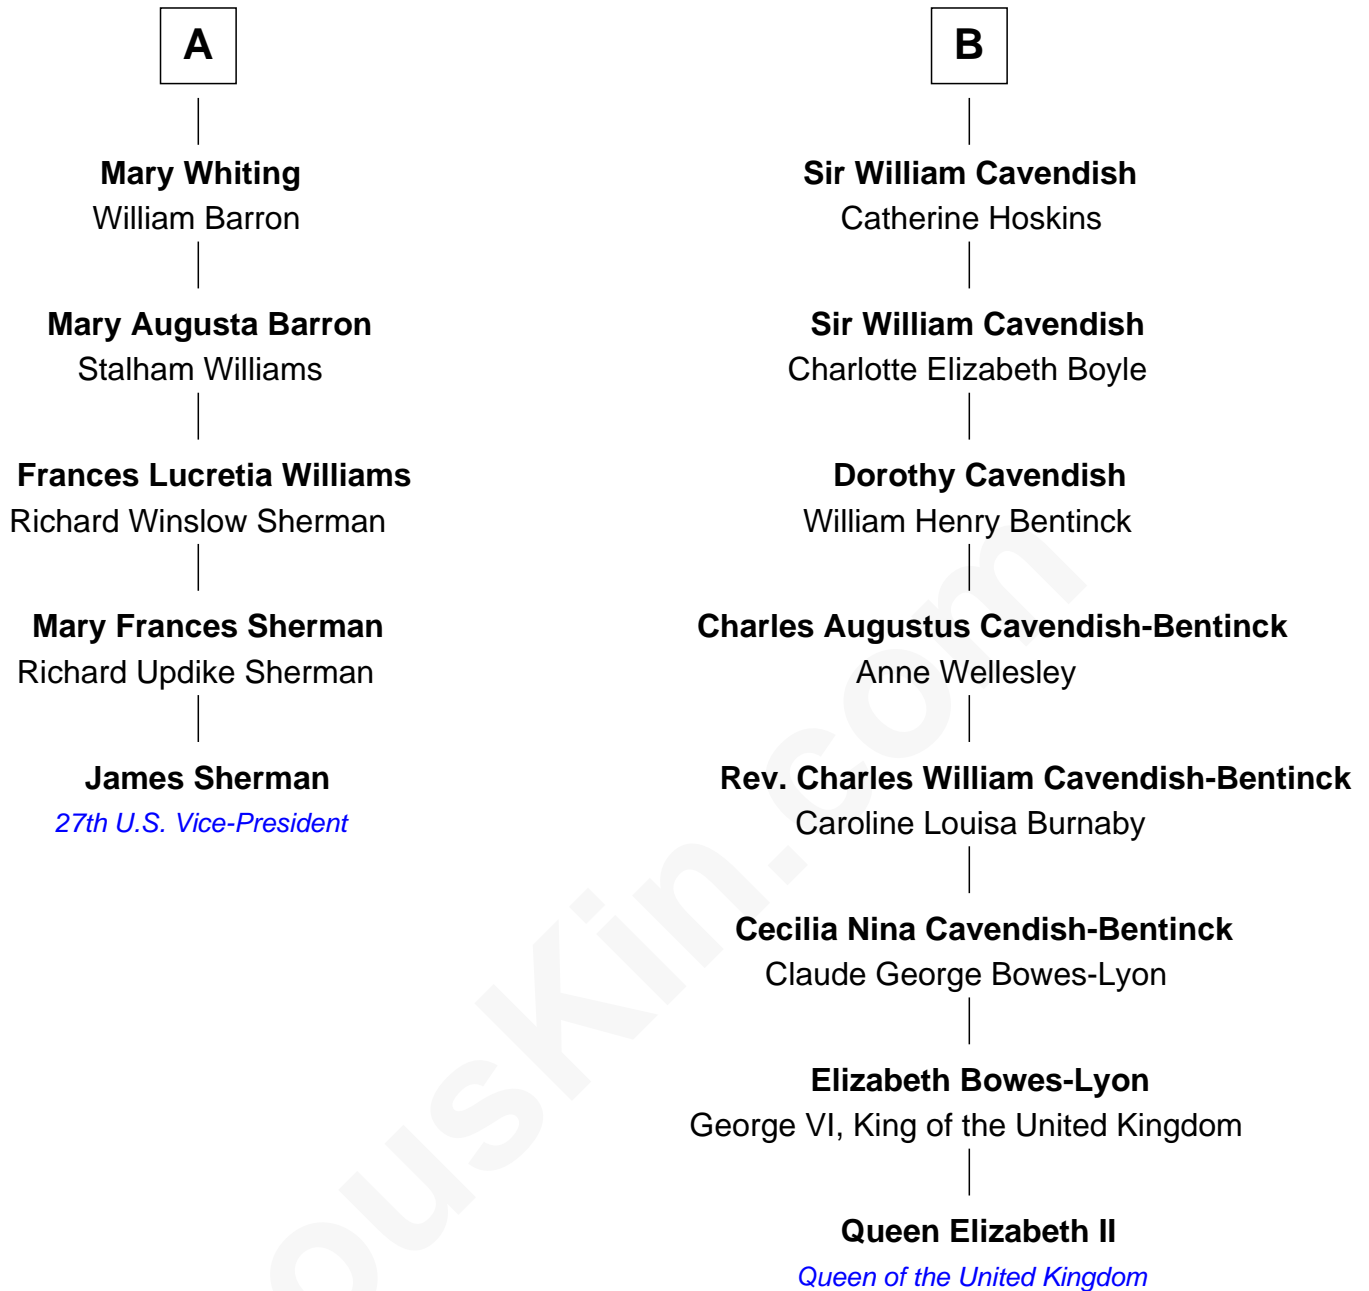 A
Mary Whiting
William Barron
Mary Augusta Barron
Stalham Williams
Frances Lucretia Williams
Richard Winslow Sherman
Mary Frances Sherman
Richard Updike Sherman
James Sherman
27th U.S. Vice-President
B
Sir William Cavendish
Catherine Hoskins
Sir William Cavendish
Charlotte Elizabeth Boyle
Dorothy Cavendish
William Henry Bentinck
Charles Augustus Cavendish-Bentinck
Anne Wellesley
Rev. Charles William Cavendish-Bentinck
Caroline Louisa Burnaby
Cecilia Nina Cavendish-Bentinck
Claude George Bowes-Lyon
Elizabeth Bowes-Lyon
George VI, King of the United Kingdom
Queen Elizabeth II
Queen of the United Kingdom
ousKin.com